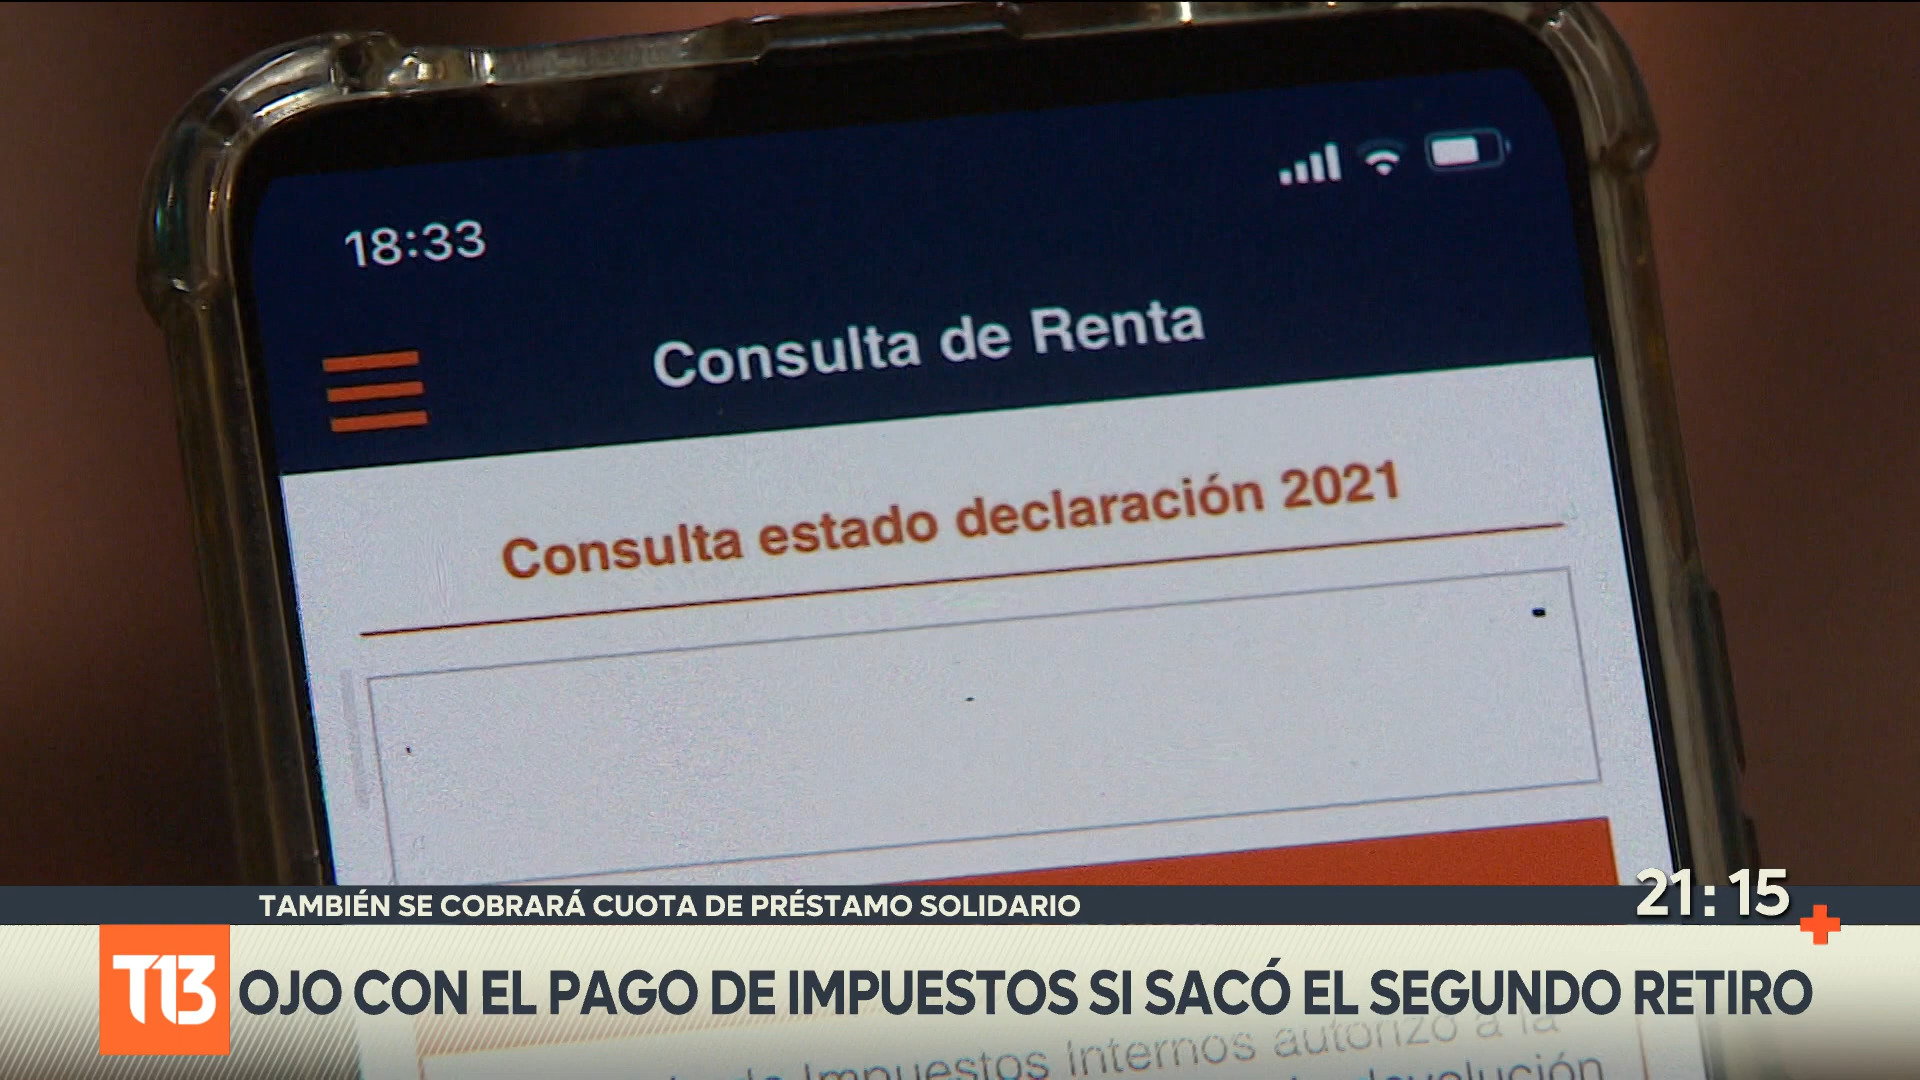 18:33
Consulta de Renta
Consulta estado declaración 2021
TAMBIÉN SE COBRARÁ CUOTA DE PRÉSTAMO SOLIDARIO
21:15
T13
OJO CON EL PAGO DE IMPUESTOS SI SACÓ EL SEGUNDO RETIRO
Impuestos Internos autorizó a la
devolución